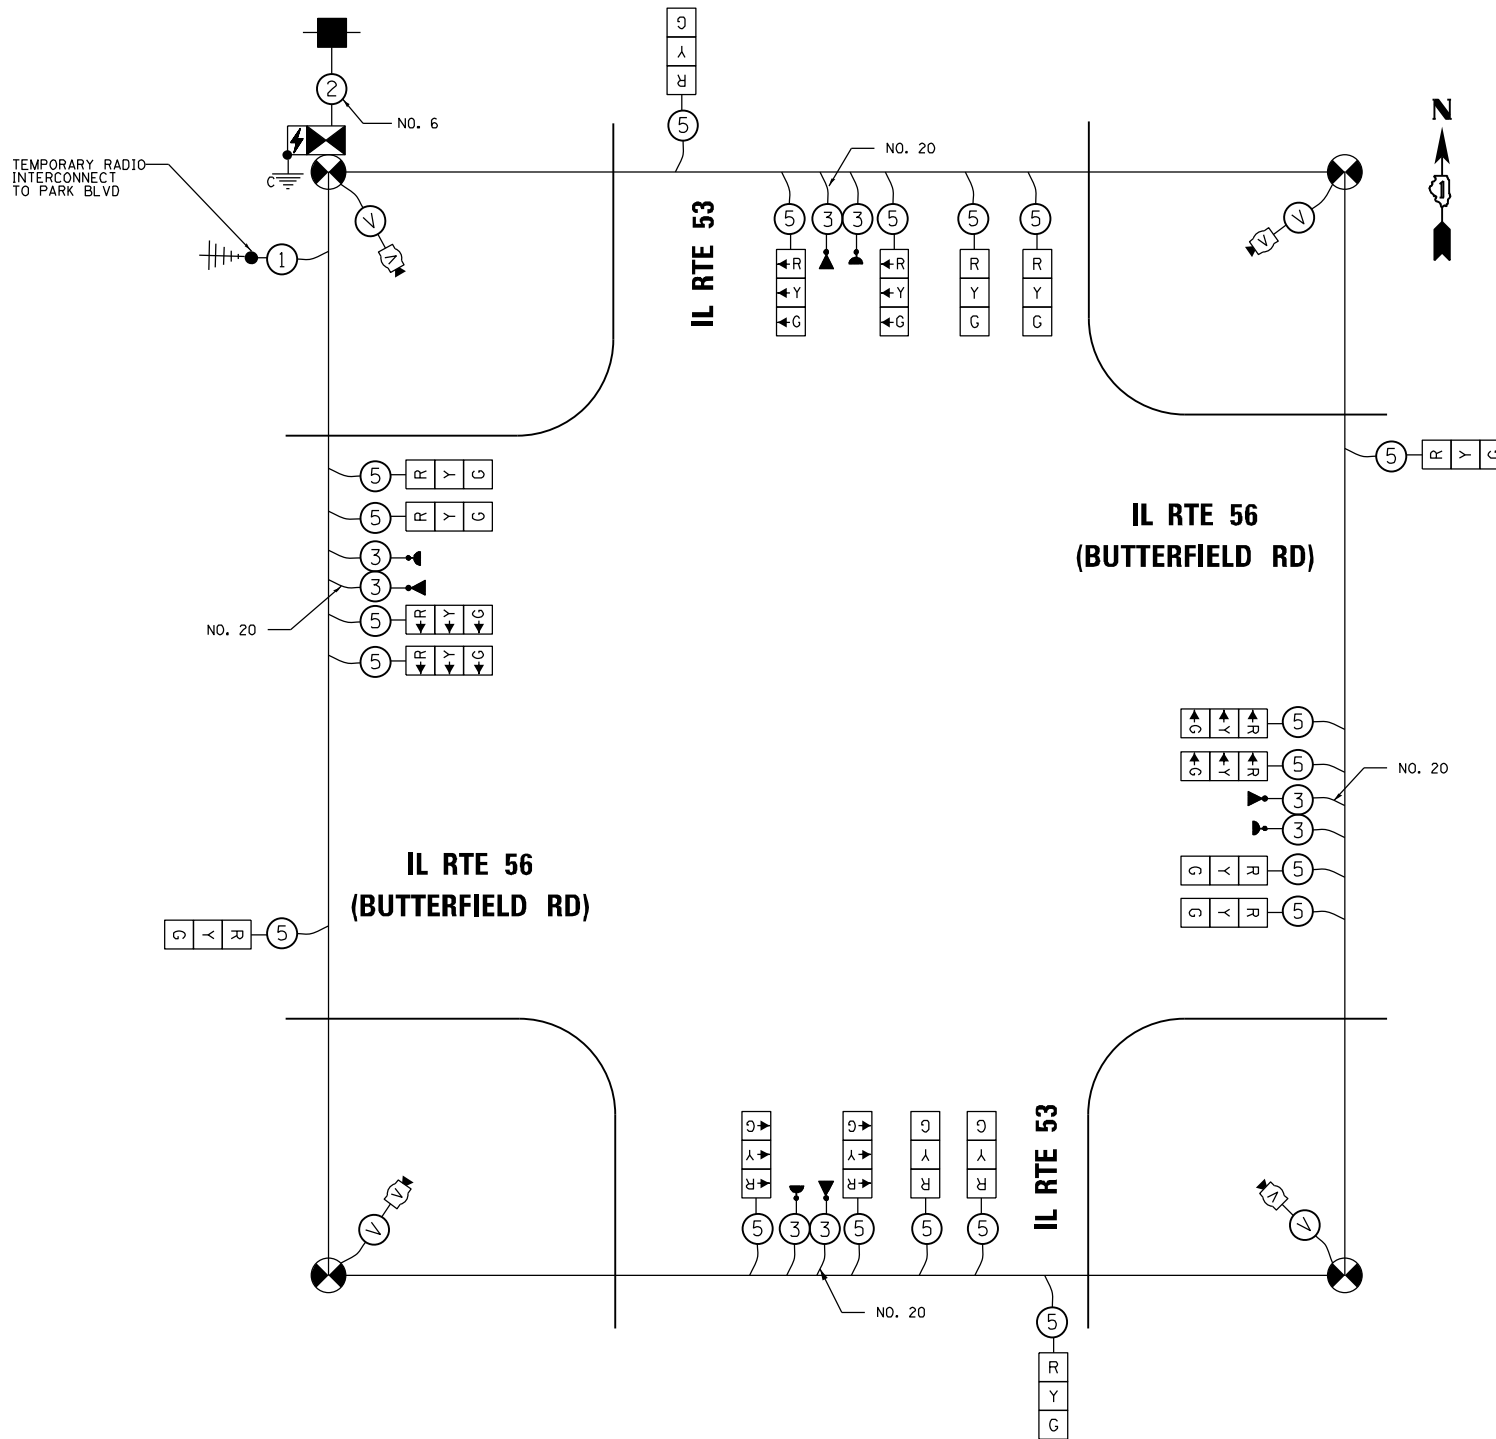 G
Y
R
5
2
NO. 6
N
1
TEMPORARY RADIO
INTERCONNECT
TO PARK BLVD
C
NO. 20
V
V
1
V
V
IL RTE 53
5
3
3
5
5
5
R
Y
G
R
Y
G
R
Y
G
R
Y
G
5
R Y G
5
R Y G
3
3
NO. 20
5
R Y G
5
R Y G
5
R Y G
IL RTE 56
(BUTTERFIELD RD)
G Y R
5
G Y R
5
3
NO. 20
3
G Y R
5
G Y R
5
IL RTE 56
(BUTTERFIELD RD)
G Y R
5
G
Y
R
G
Y
R
G
Y
R
G
Y
R
5
3
3
5
5
5
IL RTE 53
V
V
V
V
NO. 20
5
R
Y
G